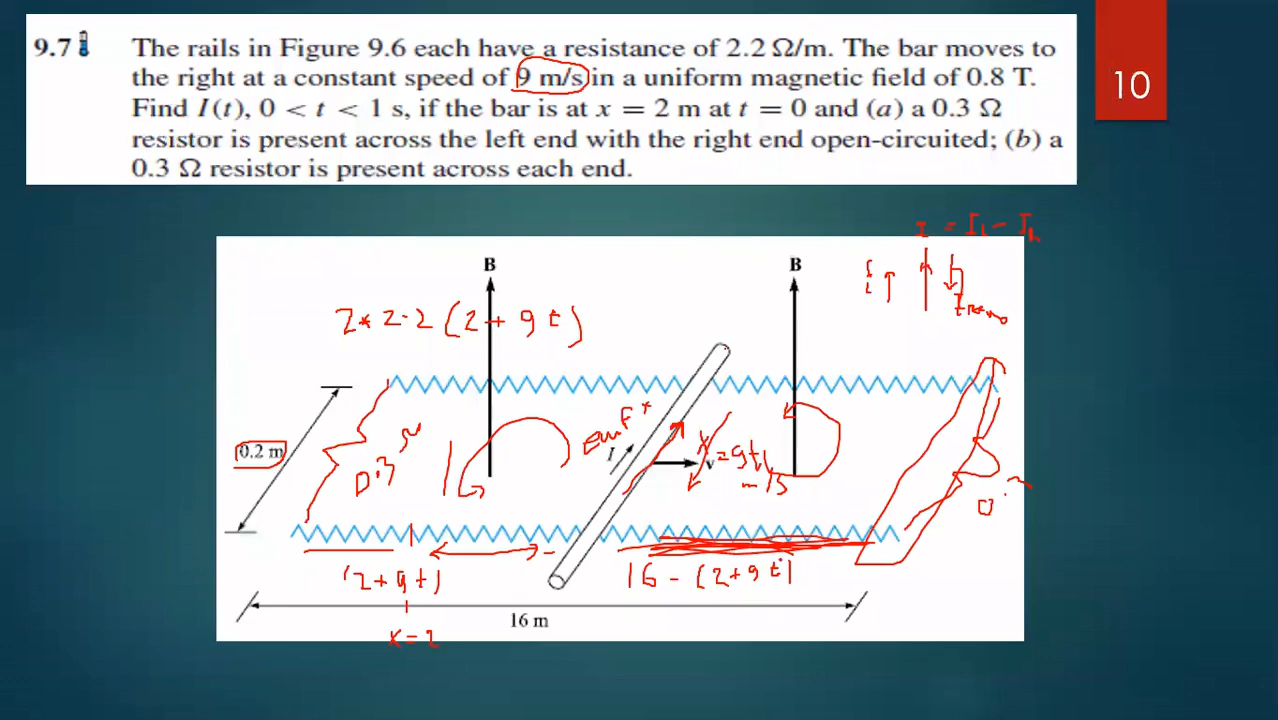 9.7 The rails in Figure 9.6 each have a resistance of 2.2 Ω/m. The bar moves to
the right at a constant speed of 9 m/s in a uniform magnetic field of 0.8 T.
Find I(t), 0 < t < 1 s, if the bar is at x = 2 m at t = 0 and (a) a 0.3 Ω
resistor is present across the left end with the right end open-circuited; (b) a
0.3 Ω resistor is present across each end.
10
B
B
2*2.2 (2+9t)
0.2 m
0.3
emf
I
v
=9
m/s
(2+9t)
16-(2+9t)
16 m
x=2